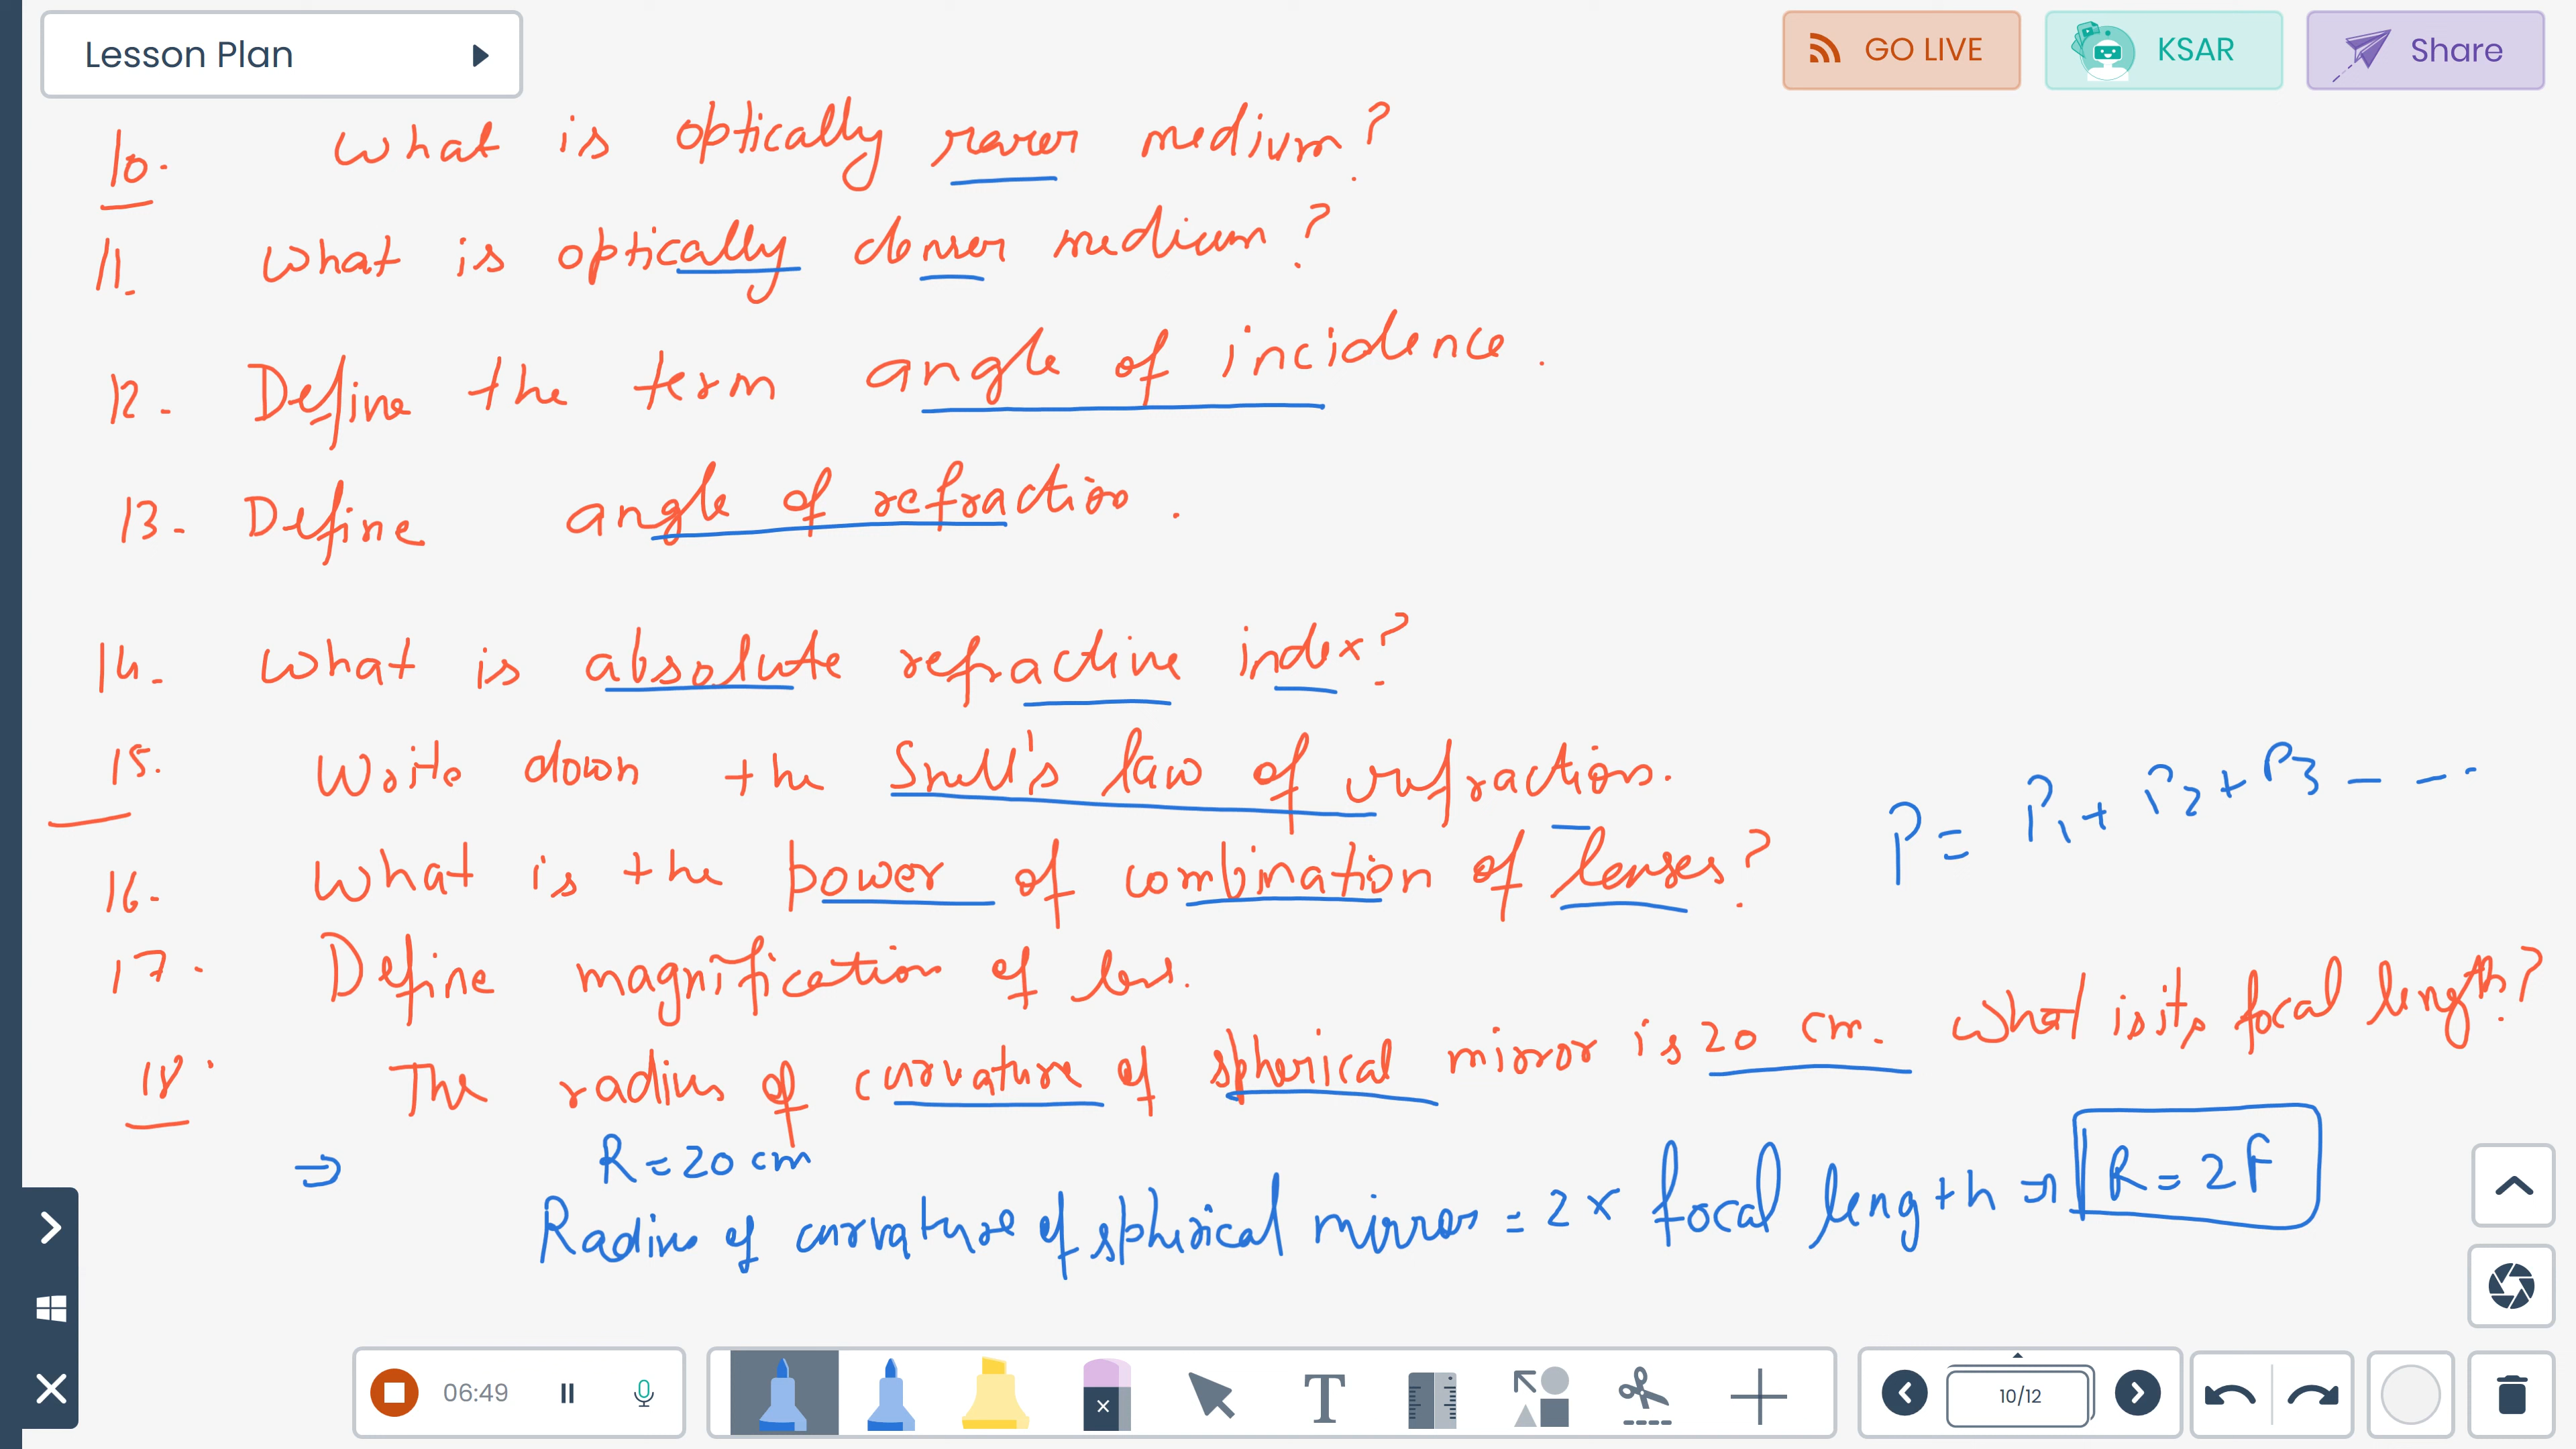 Lesson Plan
GO LIVE
KSAR
Share
10. What is optically rarer medium?
11. What is optically denser medium?
12. Define the term angle of incidence.
13. Define angle of refraction.
14. What is absolute refractive index?
15. Write down the Snell's law of refraction.
P = P1 + P2 + P3 - - -
16. What is the power of combination of lenses?
17. Define magnification of lens.
18. The radius of curvature of spherical mirror is 20 cm. What is its focal length?
⇒ R = 20 cm
Radius of curvature of spherical mirror = 2 x focal length ⇒ R = 2F
06:49
T
10/12